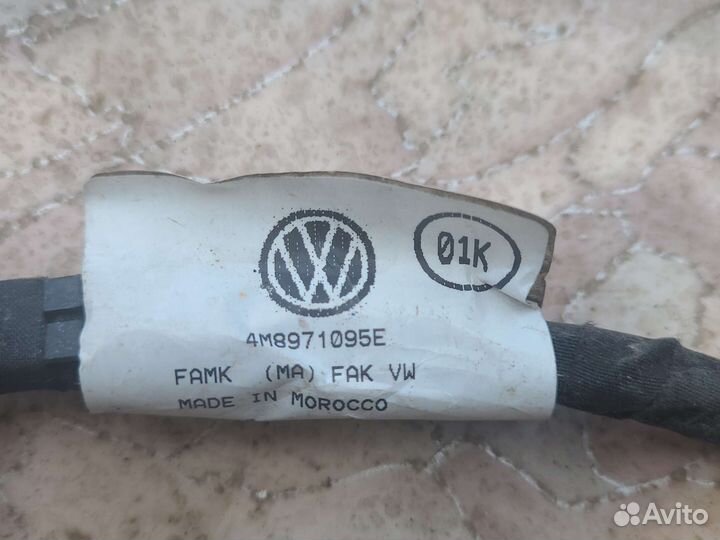 01K
4M8971095E
FAMK (MA) FAK VW
MADE IN MOROCCO
Avito